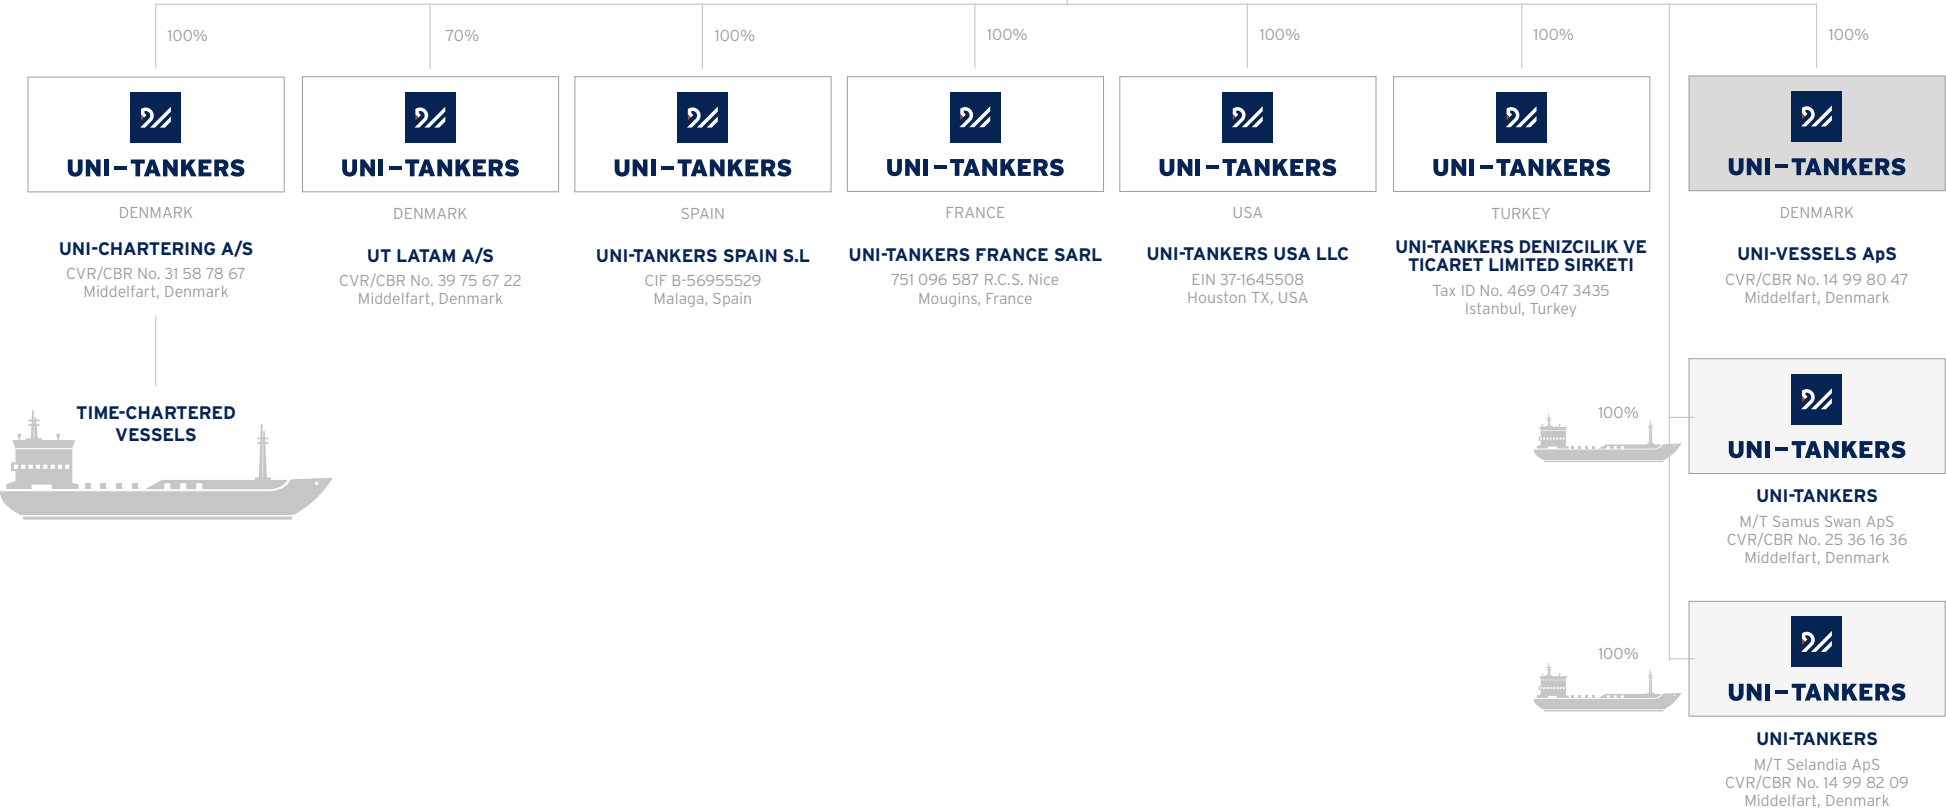 100%
70%
100%
100%
100%
100%
100%
UNI-TANKERS
UNI-TANKERS
UNI-TANKERS
UNI-TANKERS
UNI-TANKERS
UNI-TANKERS
UNI-TANKERS
DENMARK
UNI-CHARTERING A/S
CVR/CBR No. 31 58 78 67
Middelfart, Denmark
DENMARK
UT LATAM A/S
CVR/CBR No. 39 75 67 22
Middelfart, Denmark
SPAIN
UNI-TANKERS SPAIN S.L
CIF B-56955529
Malaga, Spain
FRANCE
UNI-TANKERS FRANCE SARL
751 096 587 R.C.S. Nice
Mougins, France
USA
UNI-TANKERS USA LLC
EIN 37-1645508
Houston TX, USA
TURKEY
UNI-TANKERS DENIZCILIK VE
TICARET LIMITED SIRKETI
Tax ID No. 469 047 3435
Istanbul, Turkey
DENMARK
UNI-VESSELS ApS
CVR/CBR No. 14 99 80 47
Middelfart, Denmark
TIME-CHARTERED
VESSELS
100%
UNI-TANKERS
UNI-TANKERS
M/T Samus Swan ApS
CVR/CBR No. 25 36 16 36
Middelfart, Denmark
100%
UNI-TANKERS
UNI-TANKERS
M/T Selandia ApS
CVR/CBR No. 14 99 82 09
Middelfart, Denmark